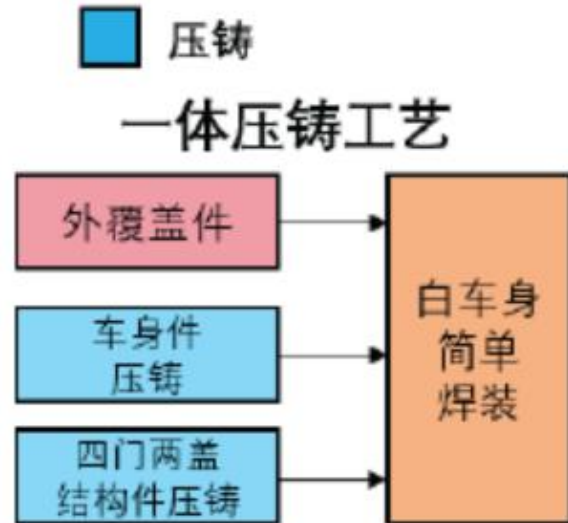 压铸
一体压铸工艺
外覆盖件
车身件
压铸
四门两盖
结构件压铸
白车身
简单
焊装